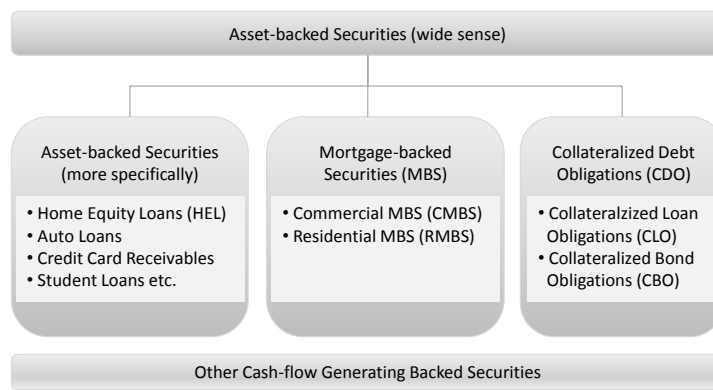 Asset-backed Securities (wide sense)
Asset-backed Securities
(more specifically)
• Home Equity Loans (HEL)
• Auto Loans
• Credit Card Receivables
• Student Loans etc.
Mortgage-backed
Securities (MBS)
• Commercial MBS (CMBS)
• Residential MBS (RMBS)
Collateralized Debt
Obligations (CDO)
• Collateralzized Loan
Obligations (CLO)
• Collateralized Bond
Obligations (CBO)
Other Cash-flow Generating Backed Securities